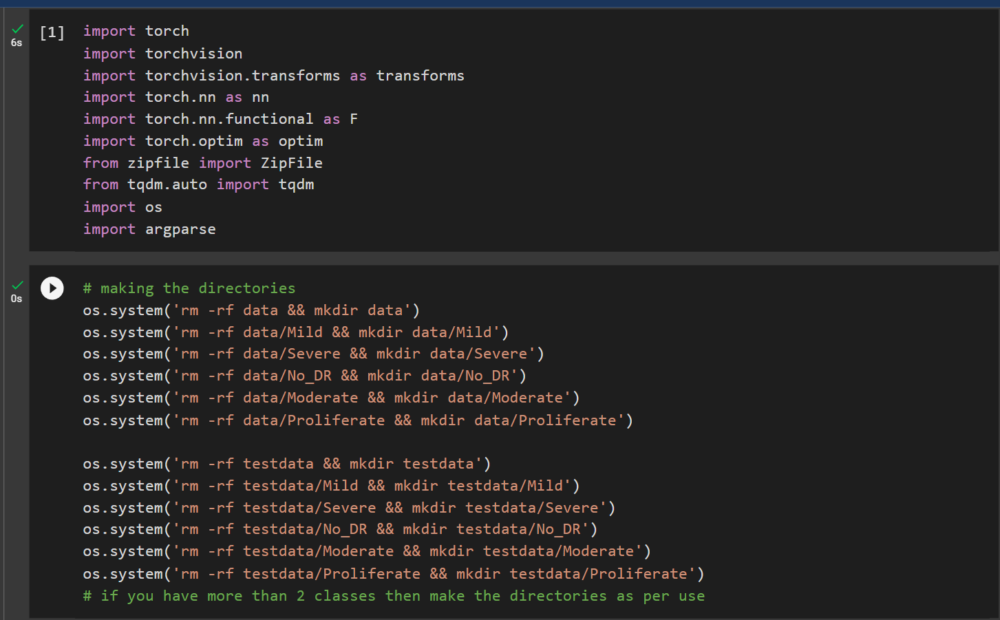 6s
[1]
import torch
import torchvision
import torchvision.transforms as transforms
import torch.nn as nn
import torch.nn.functional as F
import torch.optim as optim
from zipfile import ZipFile
from tqdm.auto import tqdm
import os
import argparse
0s
# making the directories
os.system('rm -rf data && mkdir data')
os.system('rm -rf data/Mild && mkdir data/Mild')
os.system('rm -rf data/Severe && mkdir data/Severe')
os.system('rm -rf data/No_DR && mkdir data/No_DR')
os.system('rm -rf data/Moderate && mkdir data/Moderate')
os.system('rm -rf data/Proliferate && mkdir data/Proliferate')
os.system('rm -rf testdata && mkdir testdata')
os.system('rm -rf testdata/Mild && mkdir testdata/Mild')
os.system('rm -rf testdata/Severe && mkdir testdata/Severe')
os.system('rm -rf testdata/No_DR && mkdir testdata/No_DR')
os.system('rm -rf testdata/Moderate && mkdir testdata/Moderate')
os.system('rm -rf testdata/Proliferate && mkdir testdata/Proliferate')
# if you have more than 2 classes then make the directories as per use